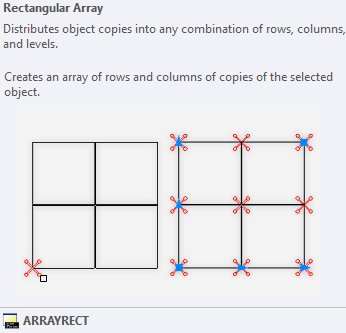 Rectangular Array
Distributes object copies into any combination of rows, columns,
and levels.
Creates an array of rows and columns of copies of the selected
object.
ARRAYRECT